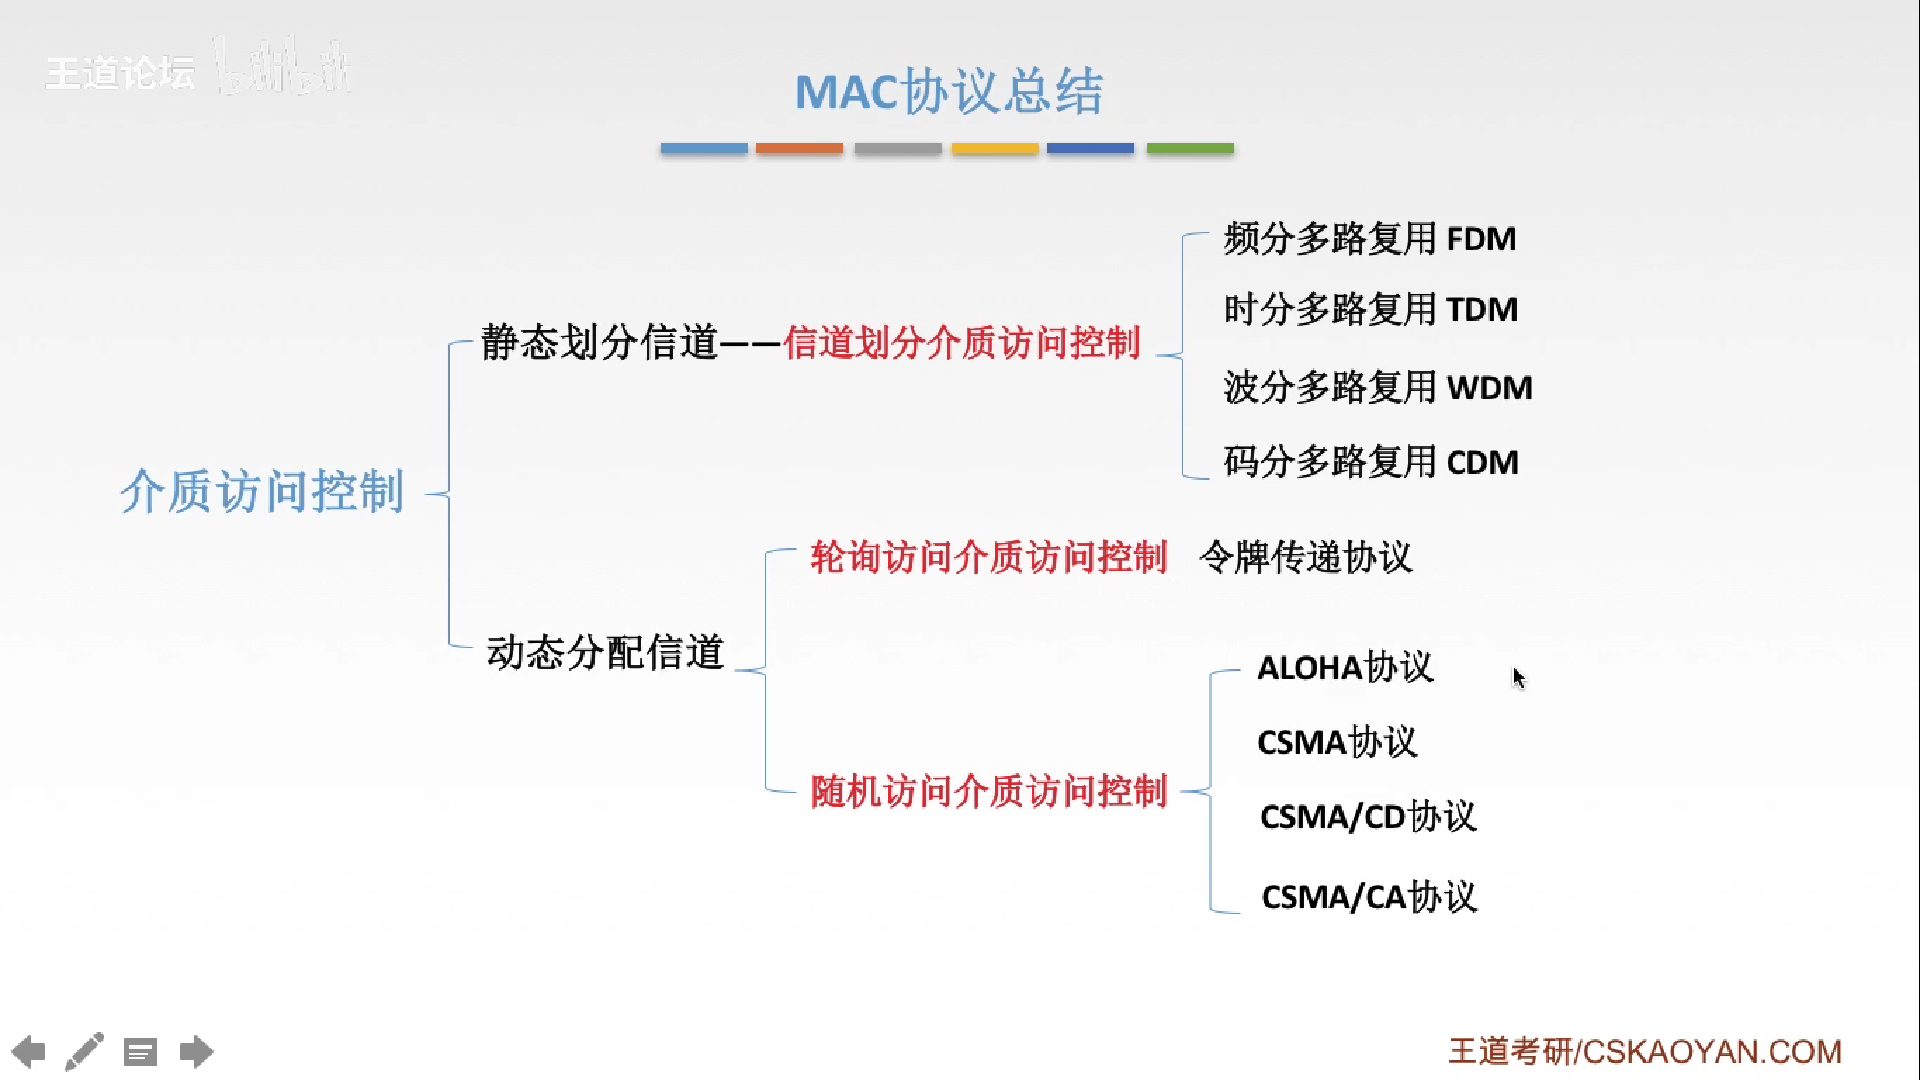 王道论坛 bilibili
MAC协议总结
频分多路复用 FDM
时分多路复用 TDM
静态划分信道——信道划分介质访问控制
波分多路复用 WDM
码分多路复用 CDM
介质访问控制
轮询访问介质访问控制 令牌传递协议
动态分配信道
ALOHA协议
CSMA协议
随机访问介质访问控制
CSMA/CD协议
CSMA/CA协议
王道考研/CSKAOYAN.COM